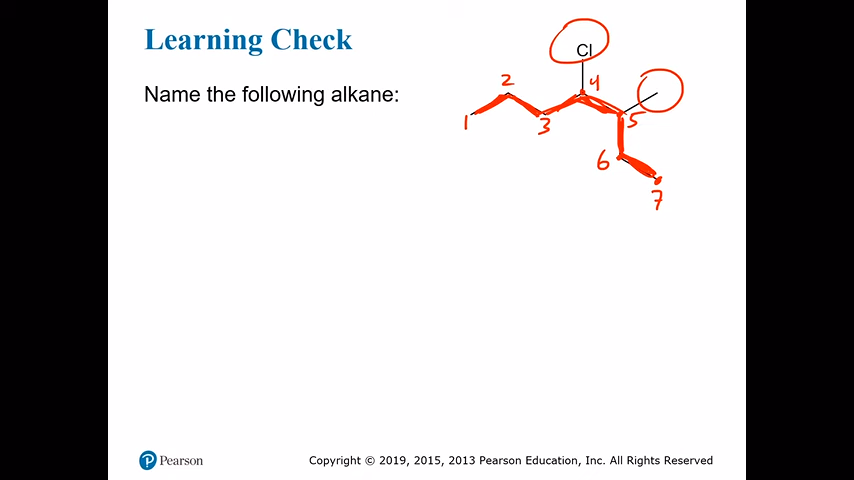 Learning Check
Name the following alkane:
Cl
1
2
3
4
5
6
7
Pearson
Copyright © 2019, 2015, 2013 Pearson Education, Inc. All Rights Reserved